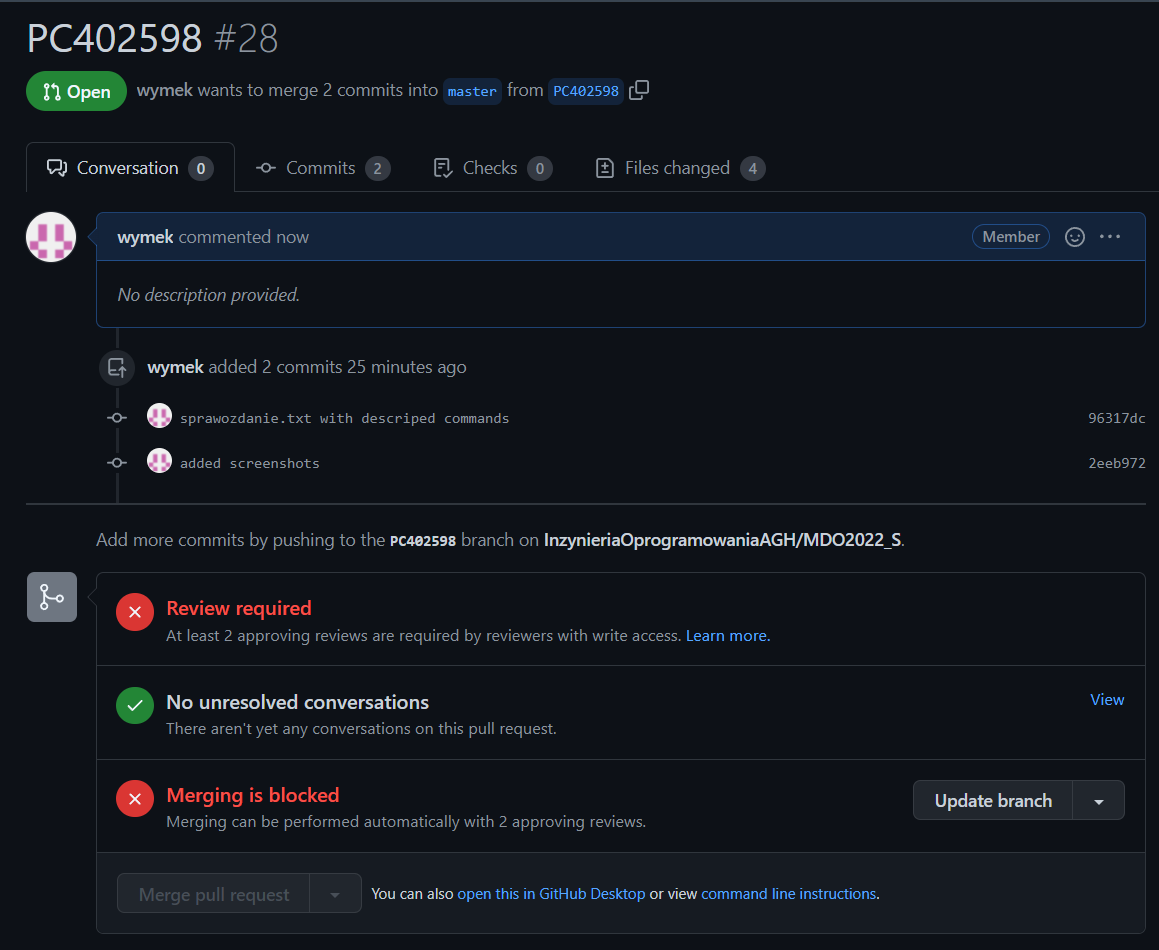 PC402598 #28
Open wymek wants to merge 2 commits into master from PC402598
Conversation 0 Commits 2 Checks 0 Files changed 4
wymek commented now Member
No description provided.
wymek added 2 commits 25 minutes ago
sprawozdanie.txt with descriped commands 96317dc
added screenshots 2eeb972
Add more commits by pushing to the PC402598 branch on InzynieriaOprogramowaniaAGH/MDO2022_S.
Review required
At least 2 approving reviews are required by reviewers with write access. Learn more.
No unresolved conversations View
There aren't yet any conversations on this pull request.
Merging is blocked Update branch
Merging can be performed automatically with 2 approving reviews.
Merge pull request You can also open this in GitHub Desktop or view command line instructions.